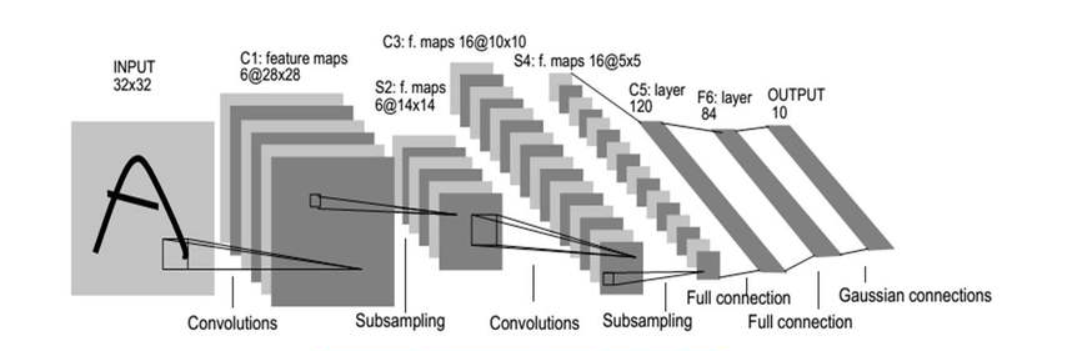 INPUT
32x32
C1: feature maps
6@28x28
S2: f. maps
6@14x14
C3: f. maps 16@10x10
S4: f. maps 16@5x5
C5: layer
120
F6: layer
84
OUTPUT
10
A
Convolutions
Subsampling
Convolutions
Subsampling
Full connection
Full connection
Gaussian connections